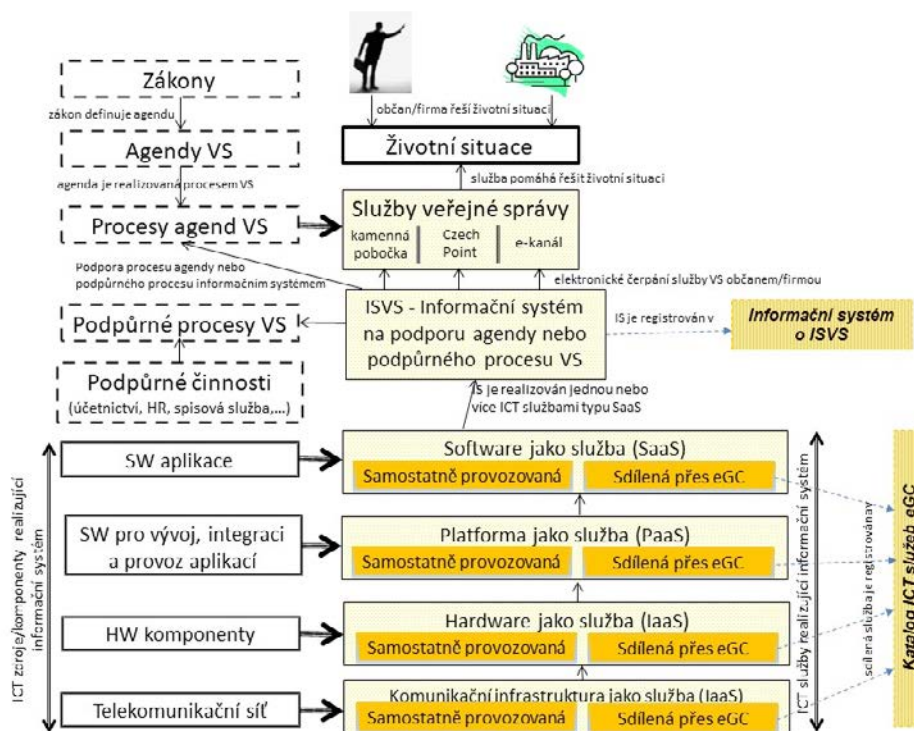 občan/firma řeší životní situaci
Zákony
zákon definuje agendu
Životní situace
Agendy VS
služba pomáhá řešit životní situaci
agenda je realizovaná procesem VS
Služby veřejné správy
kamenná
pobočka
Czech
Point
e-kanál
Procesy agend VS
Podpora procesu agendy nebo
podpůrného procesu informačním systémem
elektronické čerpání služby VS občanem/firmou
ISVS - Informační systém
na podporu agendy nebo
podpůrného procesu VS
IS je registrován v
Informační systém
o ISVS
Podpůrné procesy VS
Podpůrné činnosti
(účetnictví, HR, spisová služba,...)
IS je realizován jednou nebo
více ICT službami typu SaaS
ICT zdroje/komponenty realizující
informační systém
SW aplikace
Software jako služba (SaaS)
Samostatně provozovaná
Sdílená přes eGC
SW pro vývoj, integraci
a provoz aplikací
Platforma jako služba (PaaS)
Samostatně provozovaná
Sdílená přes eGC
HW komponenty
Hardware jako služba (IaaS)
Samostatně provozovaná
Sdílená přes eGC
Telekomunikační síť
Komunikační infrastruktura jako služba (IaaS)
Samostatně provozovaná
Sdílená přes eGC
ICT služby realizující informační systém
sdílená služba je registrována v
Katalog ICT služeb eGC